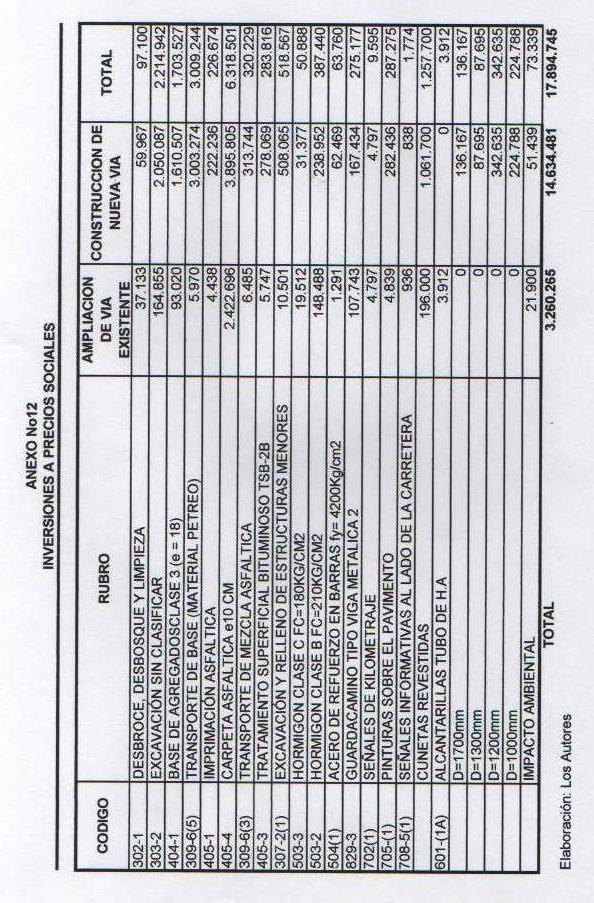 ANEXO No12
INVERSIONES A PRECIOS SOCIALES
CODIGO RUBRO AMPLIACION DE VIA EXISTENTE CONSTRUCCION DE NUEVA VIA TOTAL
302-1 DESBROCE, DESBOSQUE Y LIMPIEZA 37.133 59.967 97.100
303-2 EXCAVACIÓN SIN CLASIFICAR 164.855 2.050.087 2.214.942
404-1 BASE DE AGREGADOSCLASE 3 (e = 18) 93.020 1.610.507 1.703.527
309-6(5) TRANSPORTE DE BASE (MATERIAL PETREO) 5.970 3.003.274 3.009.244
405-1 IMPRIMACIÓN ASFALTICA 4.438 222.236 226.674
405-4 CARPETA ASFALTICA e10 CM 2.422.696 3.895.805 6.318.501
309-6(3) TRANSPORTE DE MEZCLA ASFALTICA 6.485 313.744 320.229
405-3 TRATAMIENTO SUPERFICIAL BITUMINOSO TSB-2B 5.747 278.069 283.816
307-2(1) EXCAVACIÓN Y RELLENO DE ESTRUCTURAS MENORES 10.501 508.065 518.567
503-3 HORMIGON CLASE C FC=180KG/CM2 19.512 31.377 50.888
503-2 HORMIGON CLASE B FC=210KG/CM2 148.488 238.952 387.440
504(1) ACERO DE REFUERZO EN BARRAS fy= 4200Kg/cm2 1.291 62.469 63.760
829-3 GUARDACAMINO TIPO VIGA METALICA 2 107.743 167.434 275.177
702(1) SEÑALES DE KILOMETRAJE 4.797 4.797 9.595
705-(1) PINTURAS SOBRE EL PAVIMENTO 4.839 282.436 287.275
708-5(1) SEÑALES INFORMATIVAS AL LADO DE LA CARRETERA 936 838 1.774
CUNETAS REVESTIDAS 196.000 1.061.700 1.257.700
601-(1A) ALCANTARILLAS TUBO DE H.A 3.912 0 3.912
D=1700mm 0 136.167 136.167
D=1300mm 0 87.695 87.695
D=1200mm 0 342.635 342.635
D=1000mm 0 224.788 224.788
IMPACTO AMBIENTAL 21.900 51.439 73.339
TOTAL 3.260.265 14.634.481 17.894.745
Elaboración: Los Autores